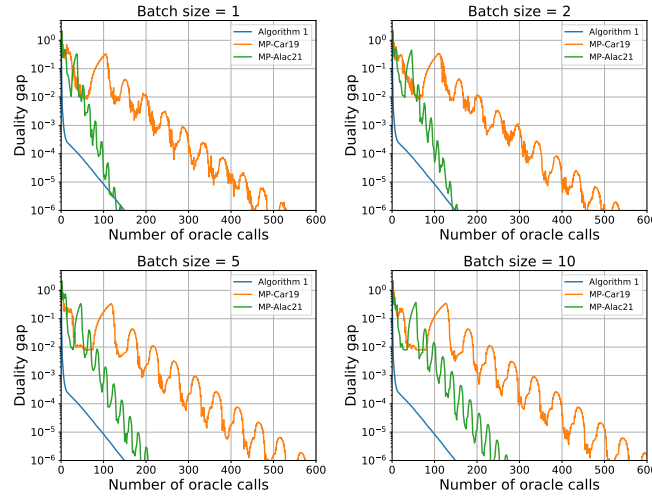 Batch size = 1
Duality gap
10⁰
10⁻¹
10⁻²
10⁻³
10⁻⁴
10⁻⁵
10⁻⁶
Algorithm 1
MP-Car19
MP-Alac21
0 100 200 300 400 500 600
Number of oracle calls
Batch size = 2
Duality gap
10⁰
10⁻¹
10⁻²
10⁻³
10⁻⁴
10⁻⁵
10⁻⁶
Algorithm 1
MP-Car19
MP-Alac21
0 100 200 300 400 500 600
Number of oracle calls
Batch size = 5
Duality gap
10⁰
10⁻¹
10⁻²
10⁻³
10⁻⁴
10⁻⁵
10⁻⁶
Algorithm 1
MP-Car19
MP-Alac21
0 100 200 300 400 500 600
Number of oracle calls
Batch size = 10
Duality gap
10⁰
10⁻¹
10⁻²
10⁻³
10⁻⁴
10⁻⁵
10⁻⁶
Algorithm 1
MP-Car19
MP-Alac21
0 100 200 300 400 500 600
Number of oracle calls